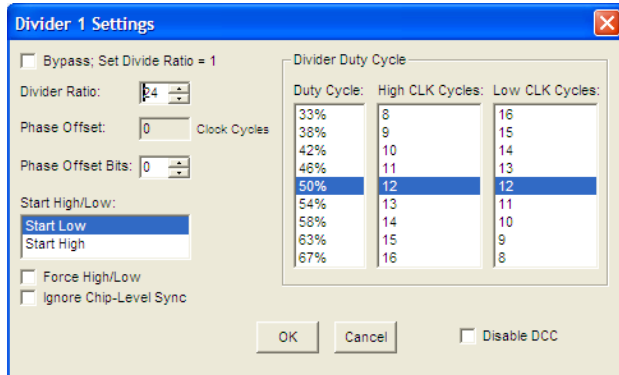 Divider 1 Settings
Bypass; Set Divide Ratio = 1
Divider Ratio: 24
Phase Offset: 0 Clock Cycles
Phase Offset Bits: 0
Start High/Low:
Start Low
Start High
Force High/Low
Ignore Chip-Level Sync
Divider Duty Cycle
Duty Cycle: High CLK Cycles: Low CLK Cycles:
33% 8 16
38% 9 15
42% 10 14
46% 11 13
50% 12 12
54% 13 11
58% 14 10
63% 15 9
67% 16 8
OK Cancel Disable DCC